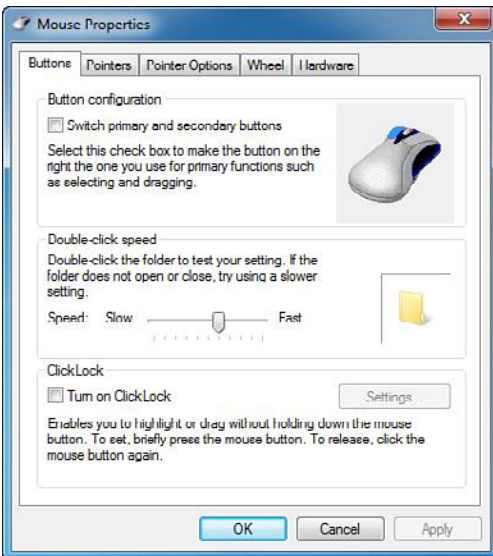 Mouse Properties
Buttons Pointers Pointer Options Wheel Hardware
Button configuration
Switch primary and secondary buttons
Select this check box to make the button on the
right the one you use for primary functions such
as selecting and dragging.
Double-click speed
Double-click the folder to test your setting. If the
folder does not open or close, try using a slower
setting.
Speed: Slow Fast
ClickLock
Turn on ClickLock
Settings
Enables you to highlight or drag without holding down the mouse
button. To set, briefly press the mouse button. To release, click the
mouse button again.
OK Cancel Apply